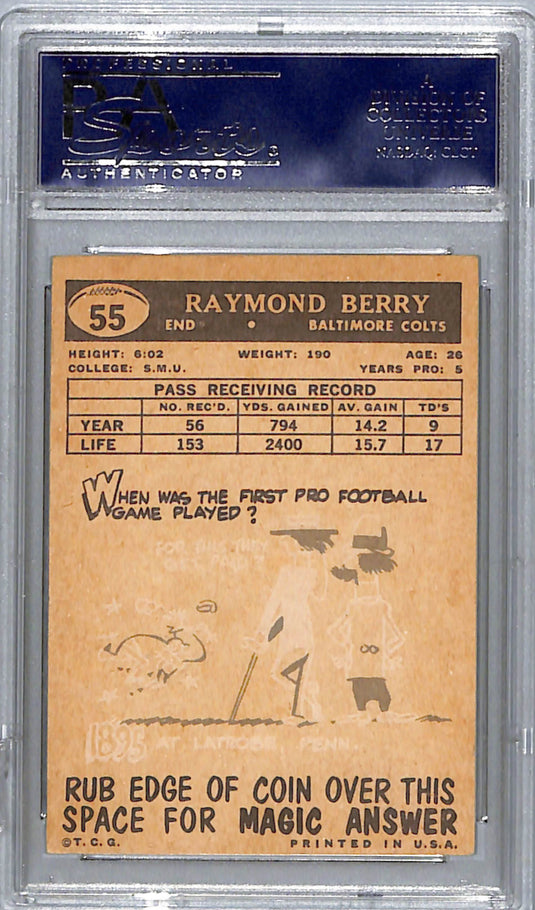 PROFESSIONAL
PSA
Sports
AUTHENTICATOR
A
DIVISION OF
COLLECTORS
UNIVERSE
NASDAQ: CLCT
55
RAYMOND BERRY
END • BALTIMORE COLTS
HEIGHT: 6:02 WEIGHT: 190 AGE: 26
COLLEGE: S.M.U. YEARS PRO: 5
PASS RECEIVING RECORD
NO. REC'D. YDS. GAINED AV. GAIN TD'S
YEAR 56 794 14.2 9
LIFE 153 2400 15.7 17
WHEN WAS THE FIRST PRO FOOTBALL
GAME PLAYED?
1895 AT LATROBE, PENN.
RUB EDGE OF COIN OVER THIS
SPACE FOR MAGIC ANSWER
©T.C.G. PRINTED IN U.S.A.